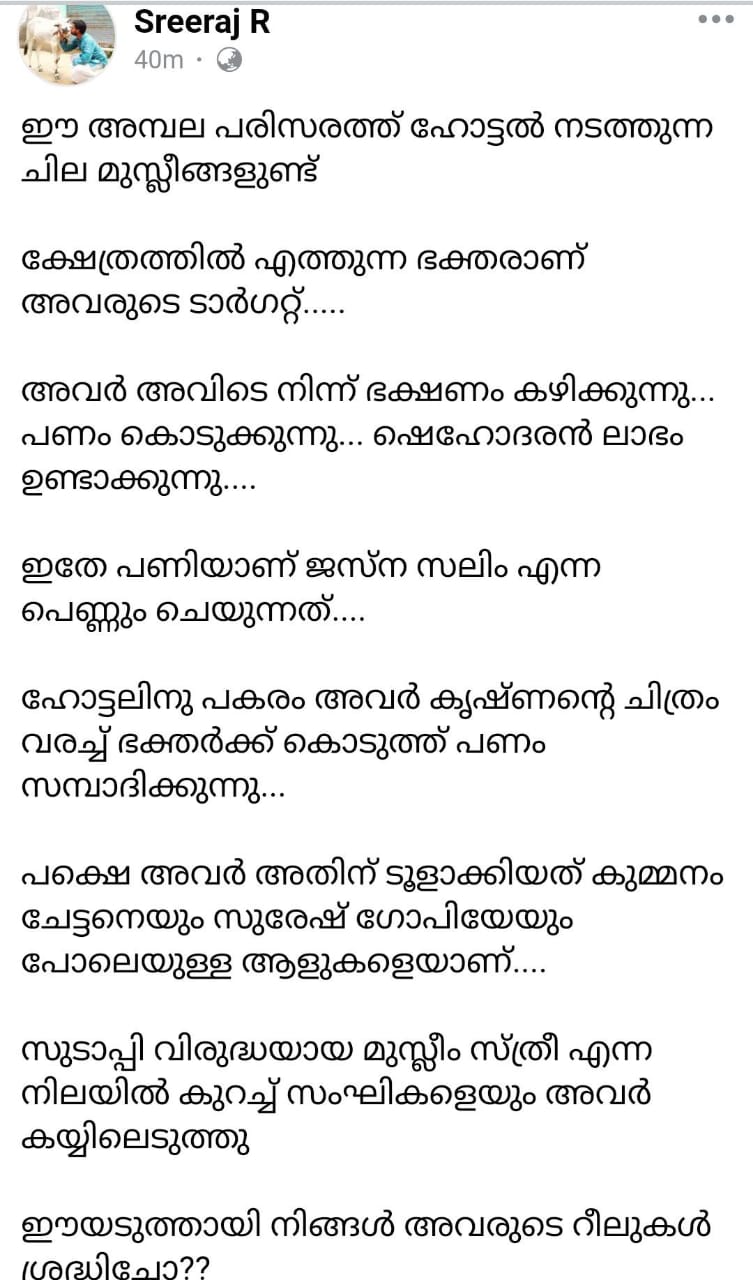 Sreeraj R
40m ·
ഈ അമ്പല പരിസരത്ത് ഹോട്ടൽ നടത്തുന്ന
ചില മുസ്ലീങ്ങളുണ്ട്
ക്ഷേത്രത്തിൽ എത്തുന്ന ഭക്തരാണ്
അവരുടെ ടാർഗറ്റ്.....
അവർ അവിടെ നിന്ന് ഭക്ഷണം കഴിക്കുന്നു...
പണം കൊടുക്കുന്നു... ഷെഹോദരൻ ലാഭം
ഉണ്ടാക്കുന്നു....
ഇതേ പണിയാണ് ജസ്ന സലിം എന്ന
പെണ്ണും ചെയുന്നത്....
ഹോട്ടലിനു പകരം അവർ കൃഷ്ണന്റെ ചിത്രം
വരച്ച് ഭക്തർക്ക് കൊടുത്ത് പണം
സമ്പാദിക്കുന്നു...
പക്ഷെ അവർ അതിന് ടൂളാക്കിയത് കുമ്മനം
ചേട്ടനെയും സുരേഷ് ഗോപിയേയും
പോലെയുള്ള ആളുകളെയാണ്....
സുടാപ്പി വിരുദ്ധയായ മുസ്ലീം സ്ത്രീ എന്ന
നിലയിൽ കുറച്ച് സംഘികളെയും അവർ
കയ്യിലെടുത്തു
ഈയടുത്തായി നിങ്ങൾ അവരുടെ റീലുകൾ
ശ്രദ്ധിച്ചോ??